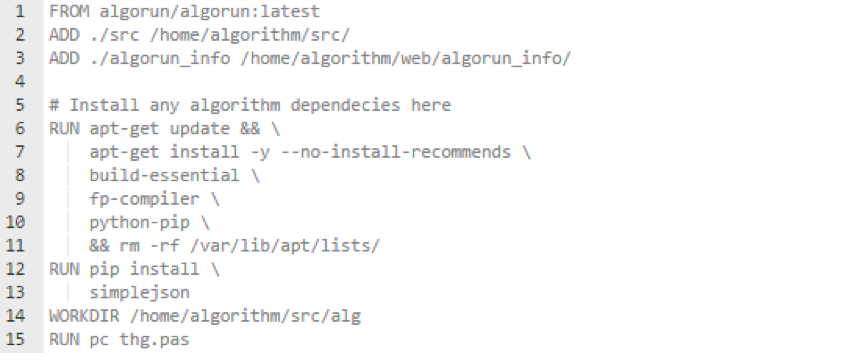 1 FROM algorun/algorun:latest
2 ADD ./src /home/algorithm/src/
3 ADD ./algorun_info /home/algorithm/web/algorun_info/
4
5 # Install any algorithm dependecies here
6 RUN apt-get update && \
7 apt-get install -y --no-install-recommends \
8 build-essential \
9 fp-compiler \
10 python-pip \
11 && rm -rf /var/lib/apt/lists/
12 RUN pip install \
13 simplejson
14 WORKDIR /home/algorithm/src/alg
15 RUN pc thg.pas